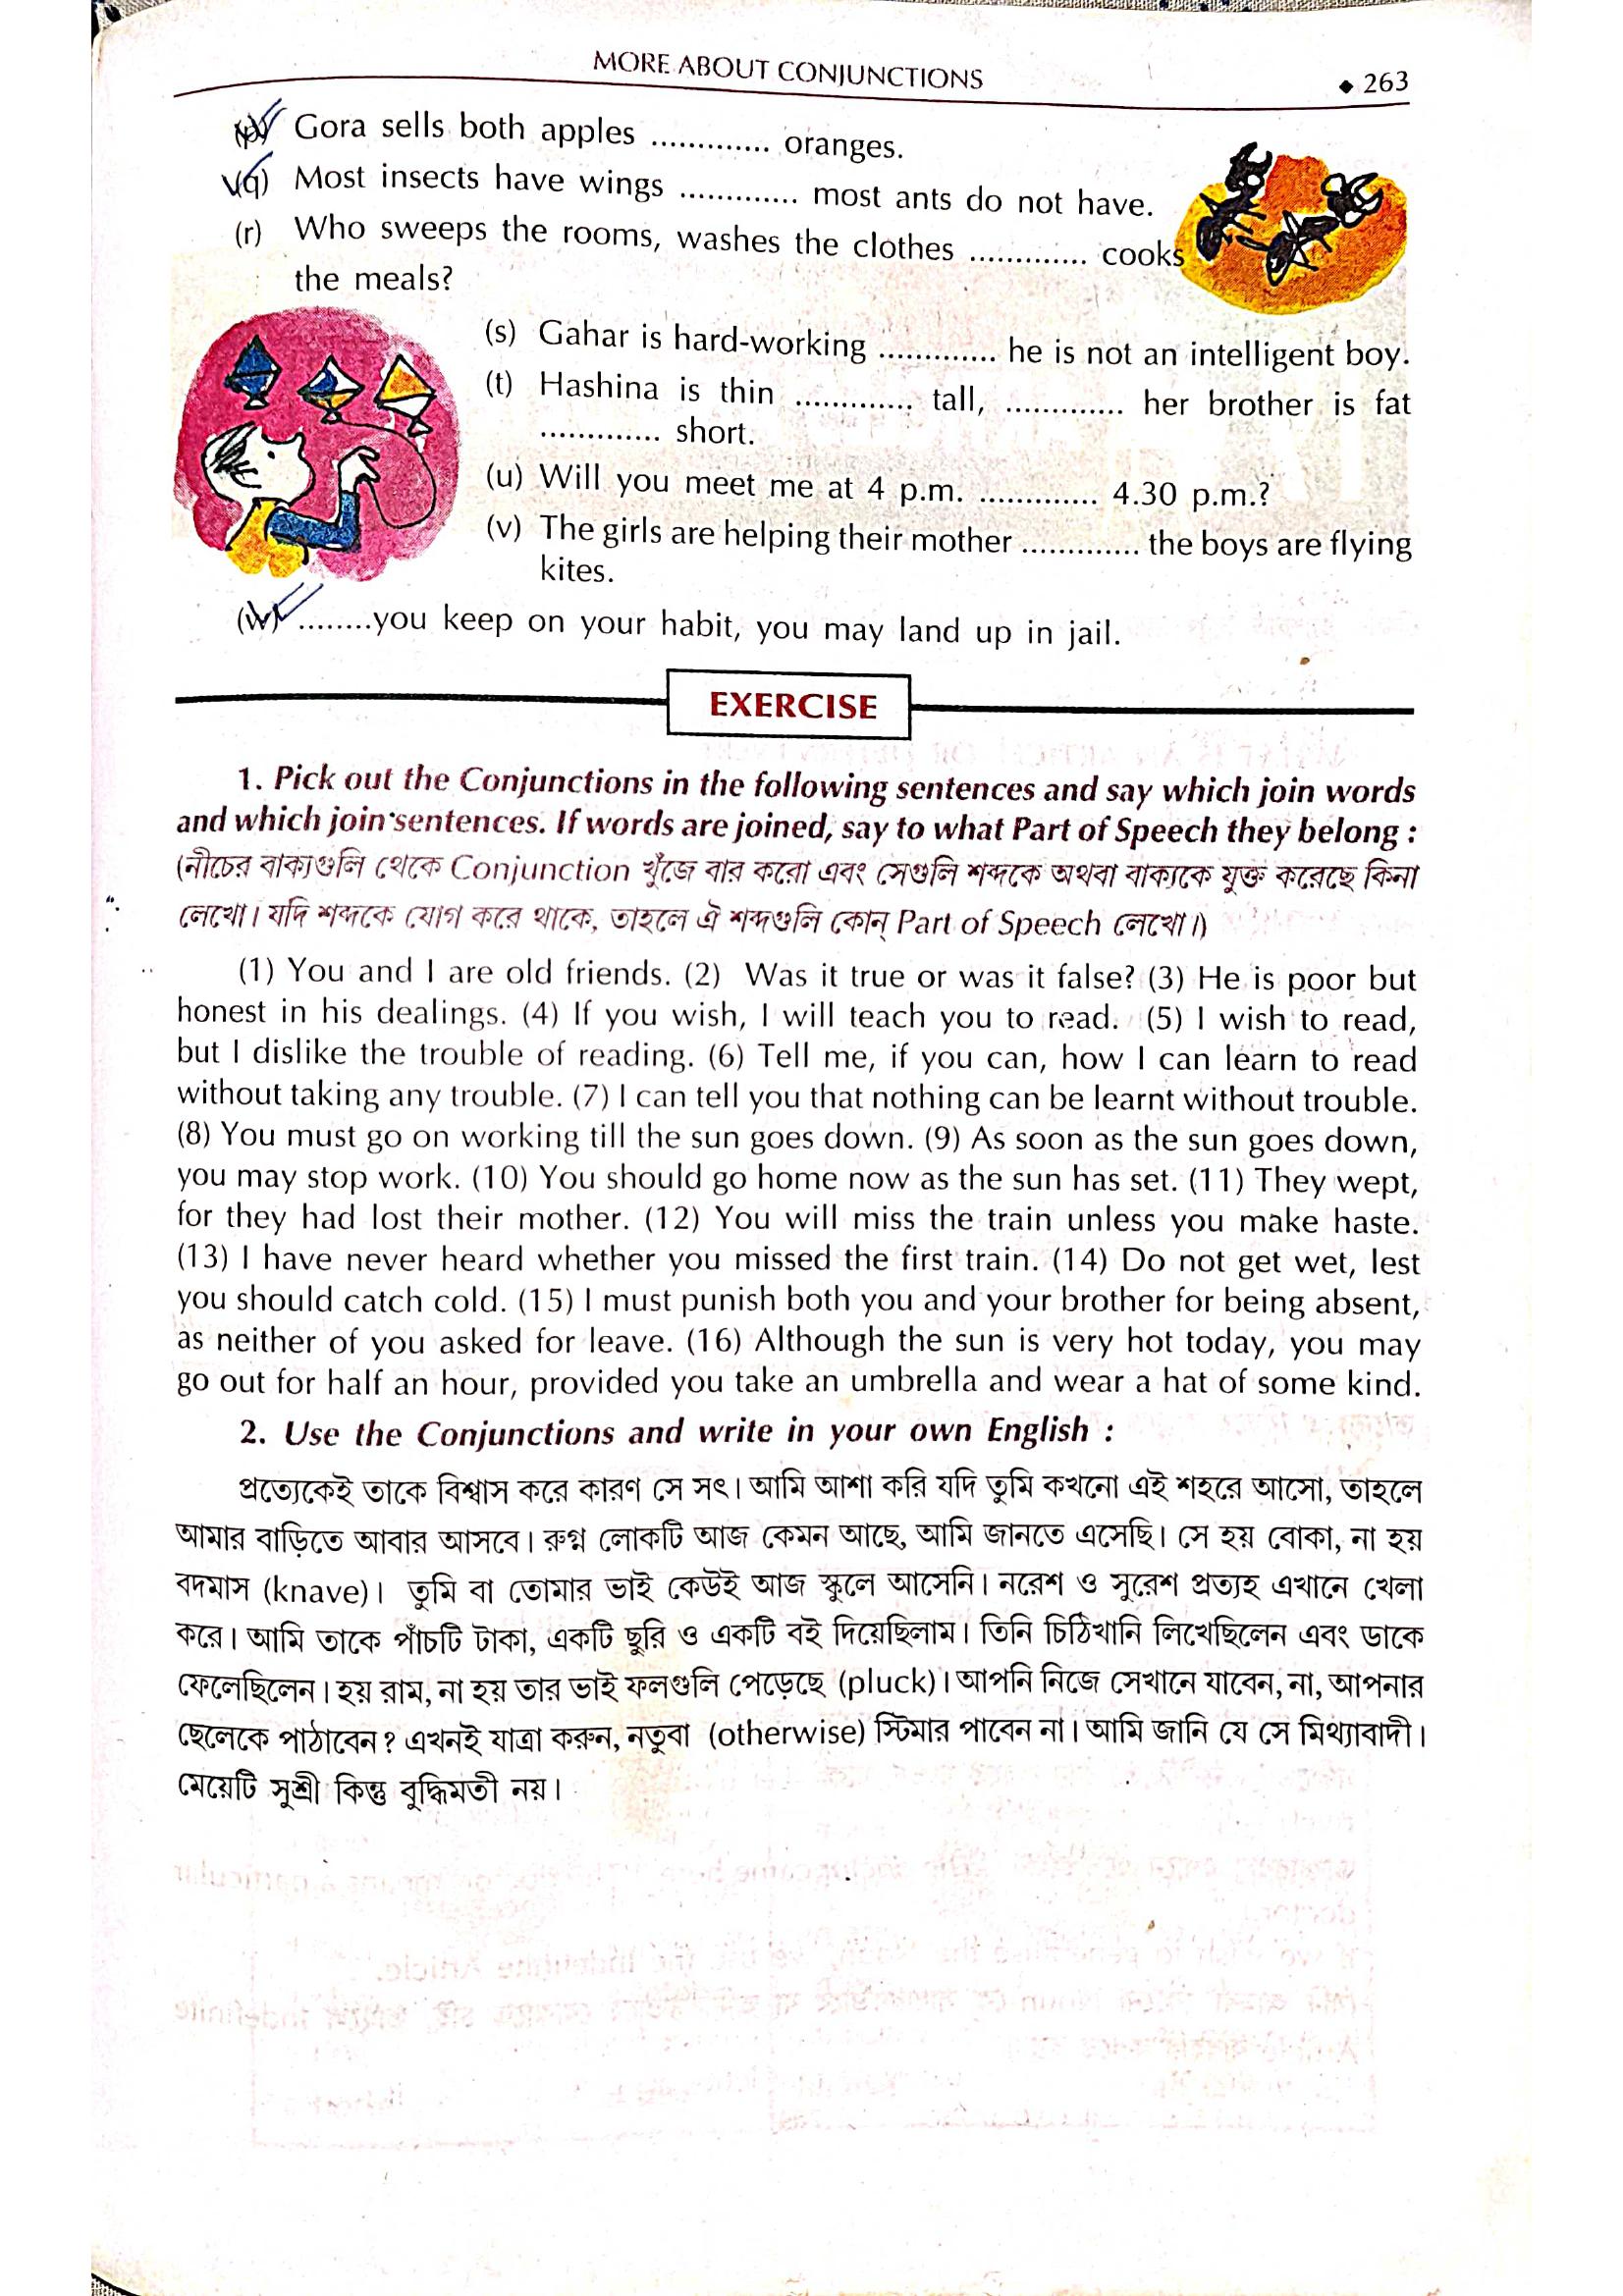 MORE ABOUT CONJUNCTIONS ◆ 263
(p) Gora sells both apples ............. oranges.
(q) Most insects have wings ............. most ants do not have.
(r) Who sweeps the rooms, washes the clothes ............. cooks
the meals?
(s) Gahar is hard-working ............. he is not an intelligent boy.
(t) Hashina is thin ............. tall, ............. her brother is fat
............. short.
(u) Will you meet me at 4 p.m. ............. 4.30 p.m.?
(v) The girls are helping their mother ............. the boys are flying
kites.
(w) ........you keep on your habit, you may land up in jail.
EXERCISE
1. Pick out the Conjunctions in the following sentences and say which join words
and which join sentences. If words are joined, say to what Part of Speech they belong :
(নীচের বাক্যগুলি থেকে Conjunction খুঁজে বার করো এবং সেগুলি শব্দকে অথবা বাক্যকে যুক্ত করেছে কিনা
লেখো। যদি শব্দকে যোগ করে থাকে, তাহলে ঐ শব্দগুলি কোন্ Part of Speech লেখো।)
(1) You and I are old friends. (2) Was it true or was it false? (3) He is poor but
honest in his dealings. (4) If you wish, I will teach you to read. (5) I wish to read,
but I dislike the trouble of reading. (6) Tell me, if you can, how I can learn to read
without taking any trouble. (7) I can tell you that nothing can be learnt without trouble.
(8) You must go on working till the sun goes down. (9) As soon as the sun goes down,
you may stop work. (10) You should go home now as the sun has set. (11) They wept,
for they had lost their mother. (12) You will miss the train unless you make haste.
(13) I have never heard whether you missed the first train. (14) Do not get wet, lest
you should catch cold. (15) I must punish both you and your brother for being absent,
as neither of you asked for leave. (16) Although the sun is very hot today, you may
go out for half an hour, provided you take an umbrella and wear a hat of some kind.
2. Use the Conjunctions and write in your own English :
প্রত্যেকেই তাকে বিশ্বাস করে কারণ সে সৎ। আমি আশা করি যদি তুমি কখনো এই শহরে আসো, তাহলে
আমার বাড়িতে আবার আসবে। রুগ্ন লোকটি আজ কেমন আছে, আমি জানতে এসেছি। সে হয় বোকা, না হয়
বদমাস (knave)। তুমি বা তোমার ভাই কেউই আজ স্কুলে আসেনি। নরেশ ও সুরেশ প্রত্যহ এখানে খেলা
করে। আমি তাকে পাঁচটি টাকা, একটি ছুরি ও একটি বই দিয়েছিলাম। তিনি চিঠিখানি লিখেছিলেন এবং ডাকে
ফেলেছিলেন। হয় রাম, না হয় তার ভাই ফলগুলি পেড়েছে (pluck)। আপনি নিজে সেখানে যাবেন, না, আপনার
ছেলেকে পাঠাবেন? এখনই যাত্রা করুন, নতুবা (otherwise) স্টিমার পাবেন না। আমি জানি যে সে মিথ্যাবাদী।
মেয়েটি সুশ্রী কিন্তু বুদ্ধিমতী নয়।